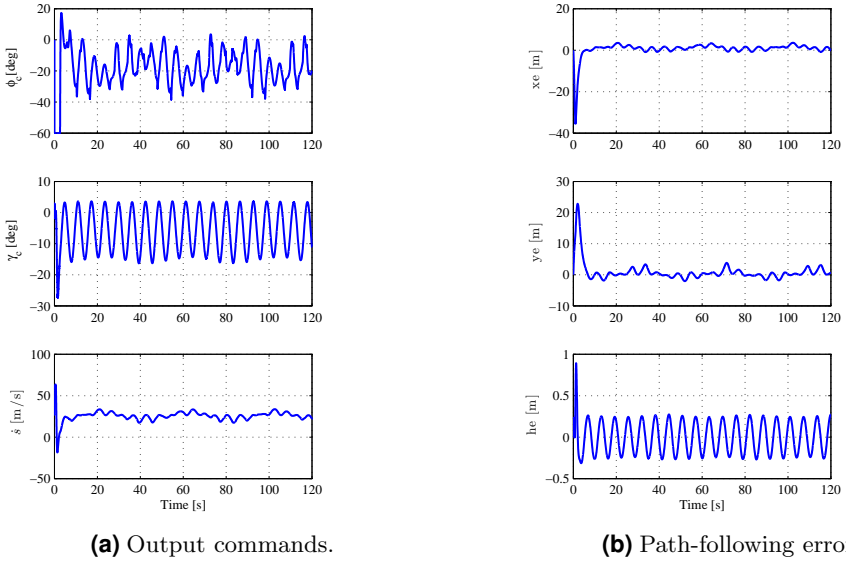 φc [deg]
0
−20
−40
−60
0 20 40 60 80 100 120
γc [deg]
10
0
−10
−20
−30
0 20 40 60 80 100 120
ṡ [m/s]
100
50
0
−50
0 20 40 60 80 100 120
Time [s]
(a) Output commands.
xe [m]
20
0
−20
−40
0 20 40 60 80 100 120
ye [m]
30
20
10
0
−10
0 20 40 60 80 100 120
he [m]
1
0.5
0
−0.5
0 20 40 60 80 100 120
Time [s]
(b) Path-following erro